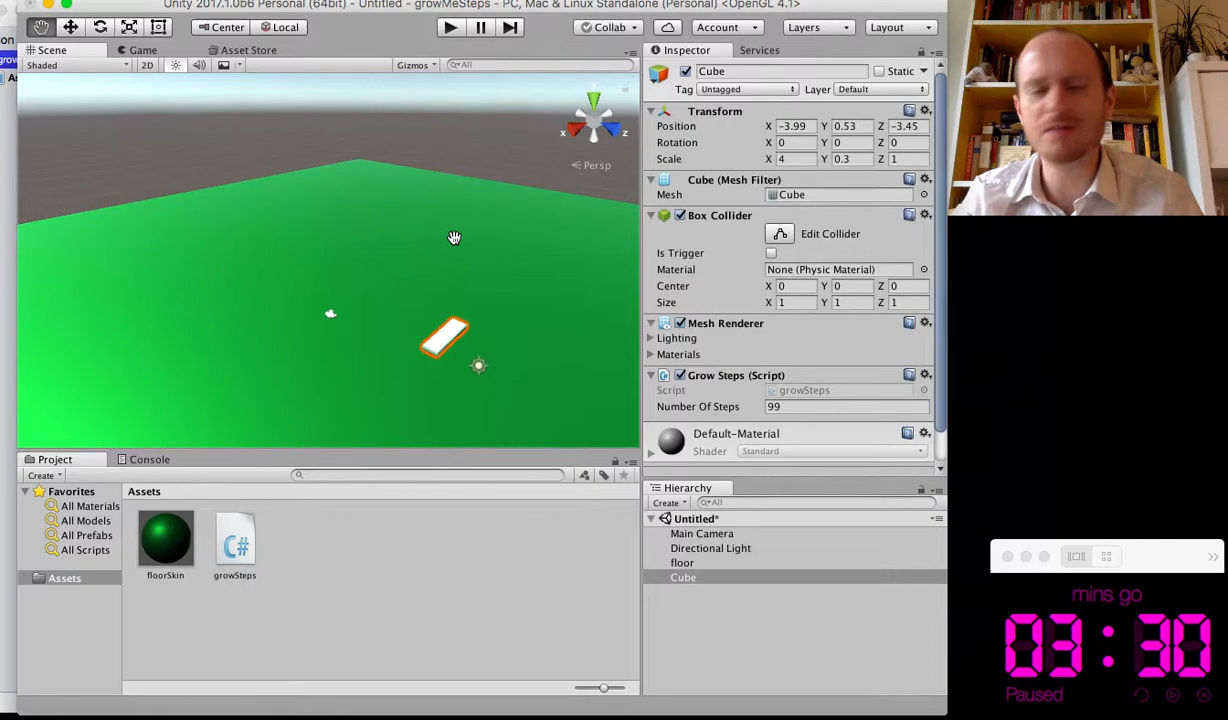 Unity 2017.1.0b6 Personal (64bit) - Untitled - growMeSteps - PC, Mac & Linux Standalone (Personal) <OpenGL 4.1>
Center
Local
Collab
Account
Layers
Layout
Scene
Game
Asset Store
Shaded
2D
Gizmos
All
y
x
z
Persp
Inspector
Services
Cube
Static
Tag
Untagged
Layer
Default
Transform
Position X -3.99 Y 0.53 Z -3.45
Rotation X 0 Y 0 Z 0
Scale X 4 Y 0.3 Z 1
Cube (Mesh Filter)
Mesh
Cube
Box Collider
Edit Collider
Is Trigger
Material
None (Physic Material)
Center X 0 Y 0 Z 0
Size X 1 Y 1 Z 1
Mesh Renderer
Lighting
Materials
Grow Steps (Script)
Script
growSteps
Number Of Steps
99
Default-Material
Shader
Standard
Project
Console
Create
Favorites
All Materials
All Models
All Prefabs
All Scripts
Assets
Assets
C#
floorSkin
growSteps
Hierarchy
Create
All
Untitled*
Main Camera
Directional Light
floor
Cube
mins go
03:30
Paused